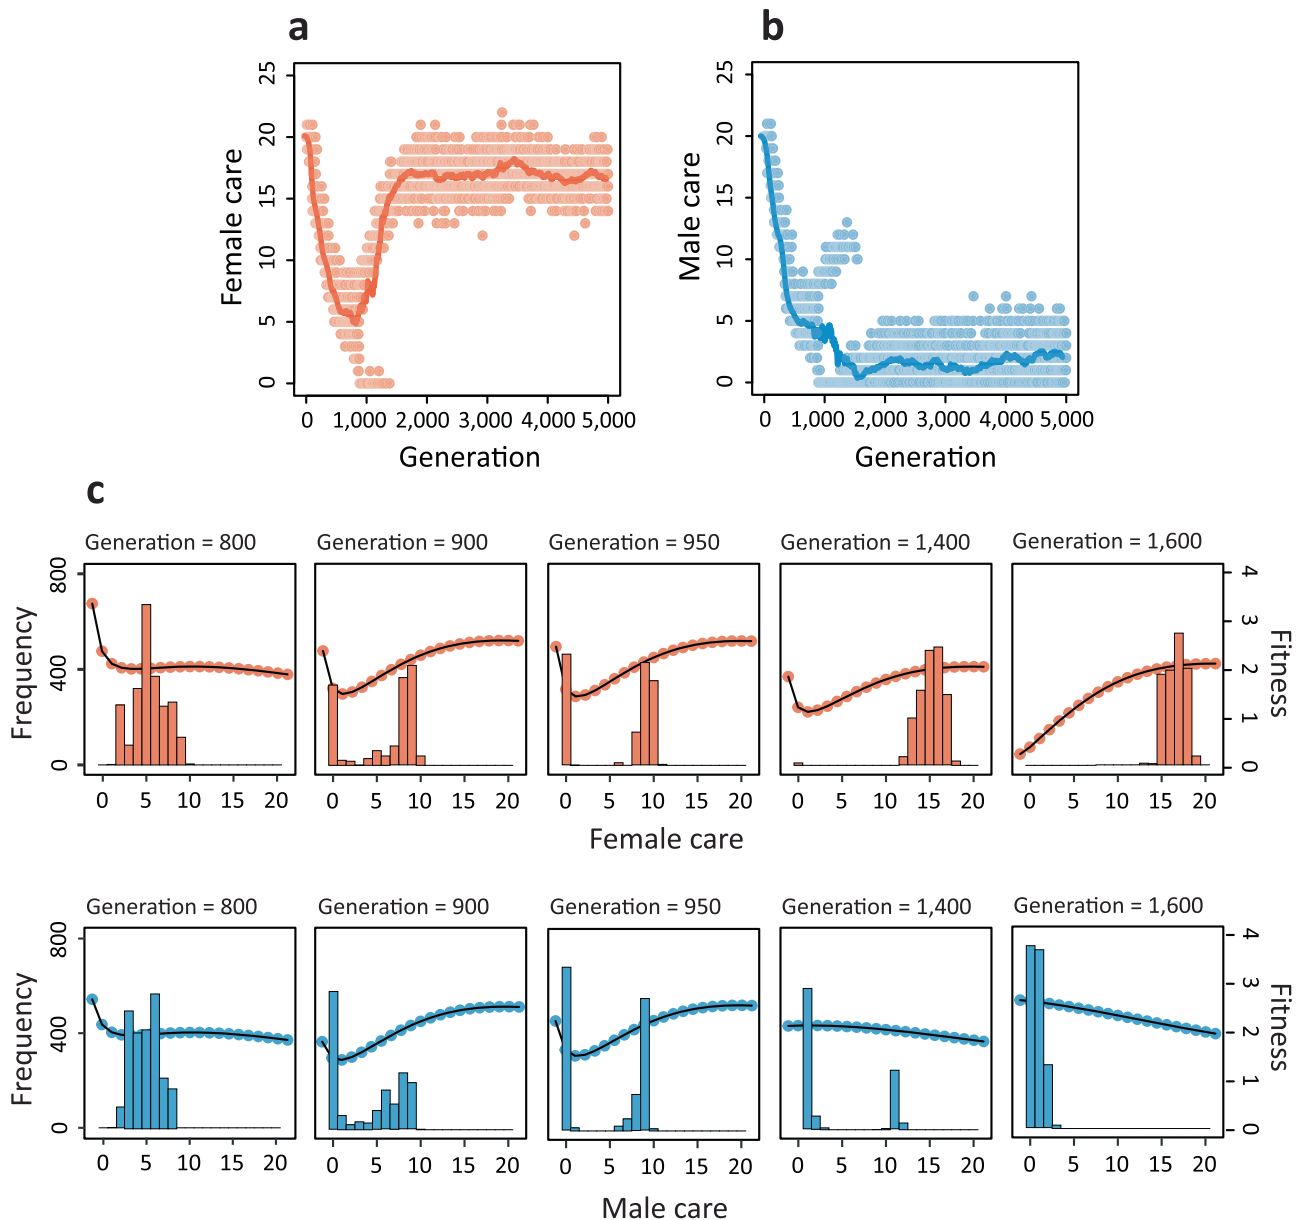 a b
25 25
20 20
15 15
10 10
5 5
0 0
Female care Male care
0 1,000 2,000 3,000 4,000 5,000 0 1,000 2,000 3,000 4,000 5,000
Generation Generation
c
Generation = 800 Generation = 900 Generation = 950 Generation = 1,400 Generation = 1,600
800 400 0
Frequency
4 3 2 1 0
Fitness
0 5 10 15 20 0 5 10 15 20 0 5 10 15 20 0 5 10 15 20 0 5 10 15 20
Female care
Generation = 800 Generation = 900 Generation = 950 Generation = 1,400 Generation = 1,600
800 400 0
Frequency
4 3 2 1 0
Fitness
0 5 10 15 20 0 5 10 15 20 0 5 10 15 20 0 5 10 15 20 0 5 10 15 20
Male care